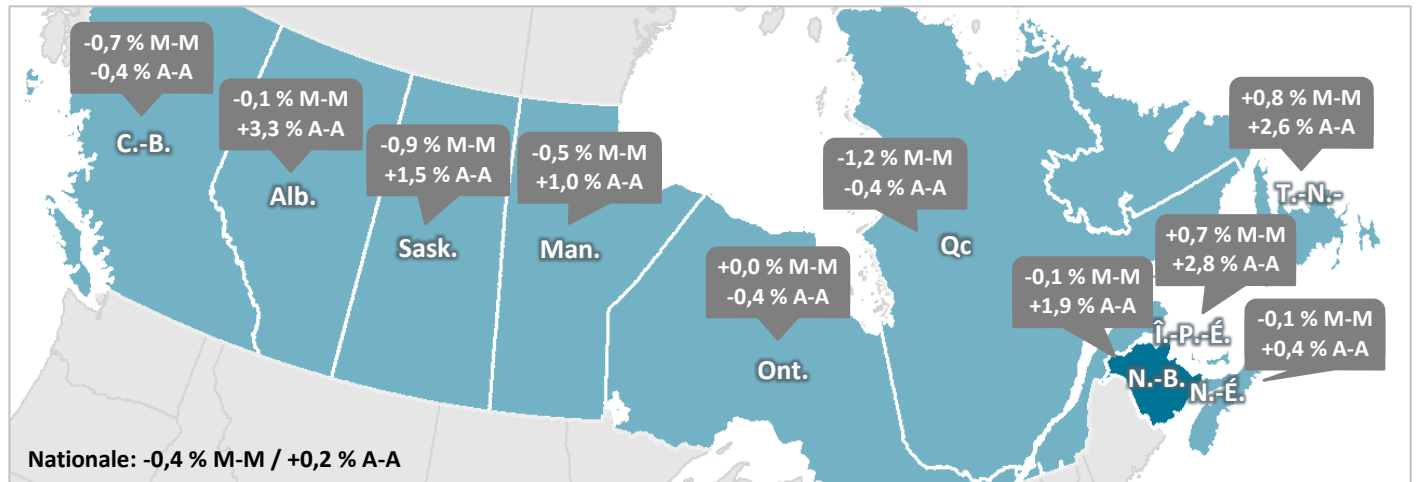 -0,7 % M-M
-0,4 % A-A
C.-B.
-0,1 % M-M
+3,3 % A-A
Alb.
-0,9 % M-M
+1,5 % A-A
Sask.
-0,5 % M-M
+1,0 % A-A
Man.
+0,0 % M-M
-0,4 % A-A
Ont.
-1,2 % M-M
-0,4 % A-A
Qc
+0,8 % M-M
+2,6 % A-A
T.-N.-
+0,7 % M-M
+2,8 % A-A
Î.-P.-É.
-0,1 % M-M
+1,9 % A-A
N.-B.
-0,1 % M-M
+0,4 % A-A
N.-É.
Nationale: -0,4 % M-M / +0,2 % A-A